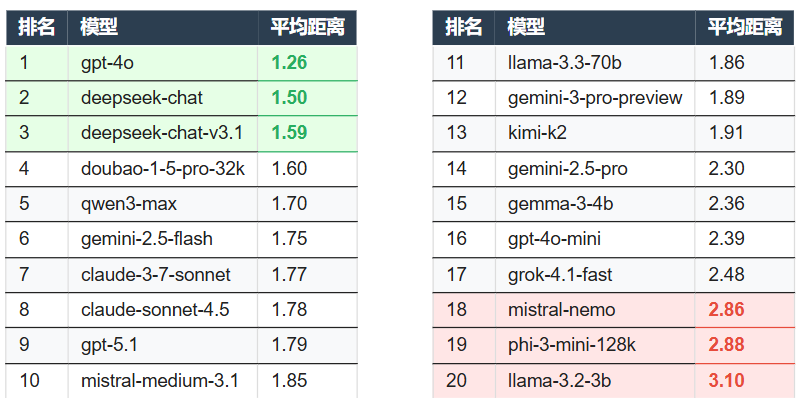 排名 模型 平均距离
1 gpt-4o 1.26
2 deepseek-chat 1.50
3 deepseek-chat-v3.1 1.59
4 doubao-1-5-pro-32k 1.60
5 qwen3-max 1.70
6 gemini-2.5-flash 1.75
7 claude-3-7-sonnet 1.77
8 claude-sonnet-4.5 1.78
9 gpt-5.1 1.79
10 mistral-medium-3.1 1.85
排名 模型 平均距离
11 llama-3.3-70b 1.86
12 gemini-3-pro-preview 1.89
13 kimi-k2 1.91
14 gemini-2.5-pro 2.30
15 gemma-3-4b 2.36
16 gpt-4o-mini 2.39
17 grok-4.1-fast 2.48
18 mistral-nemo 2.86
19 phi-3-mini-128k 2.88
20 llama-3.2-3b 3.10